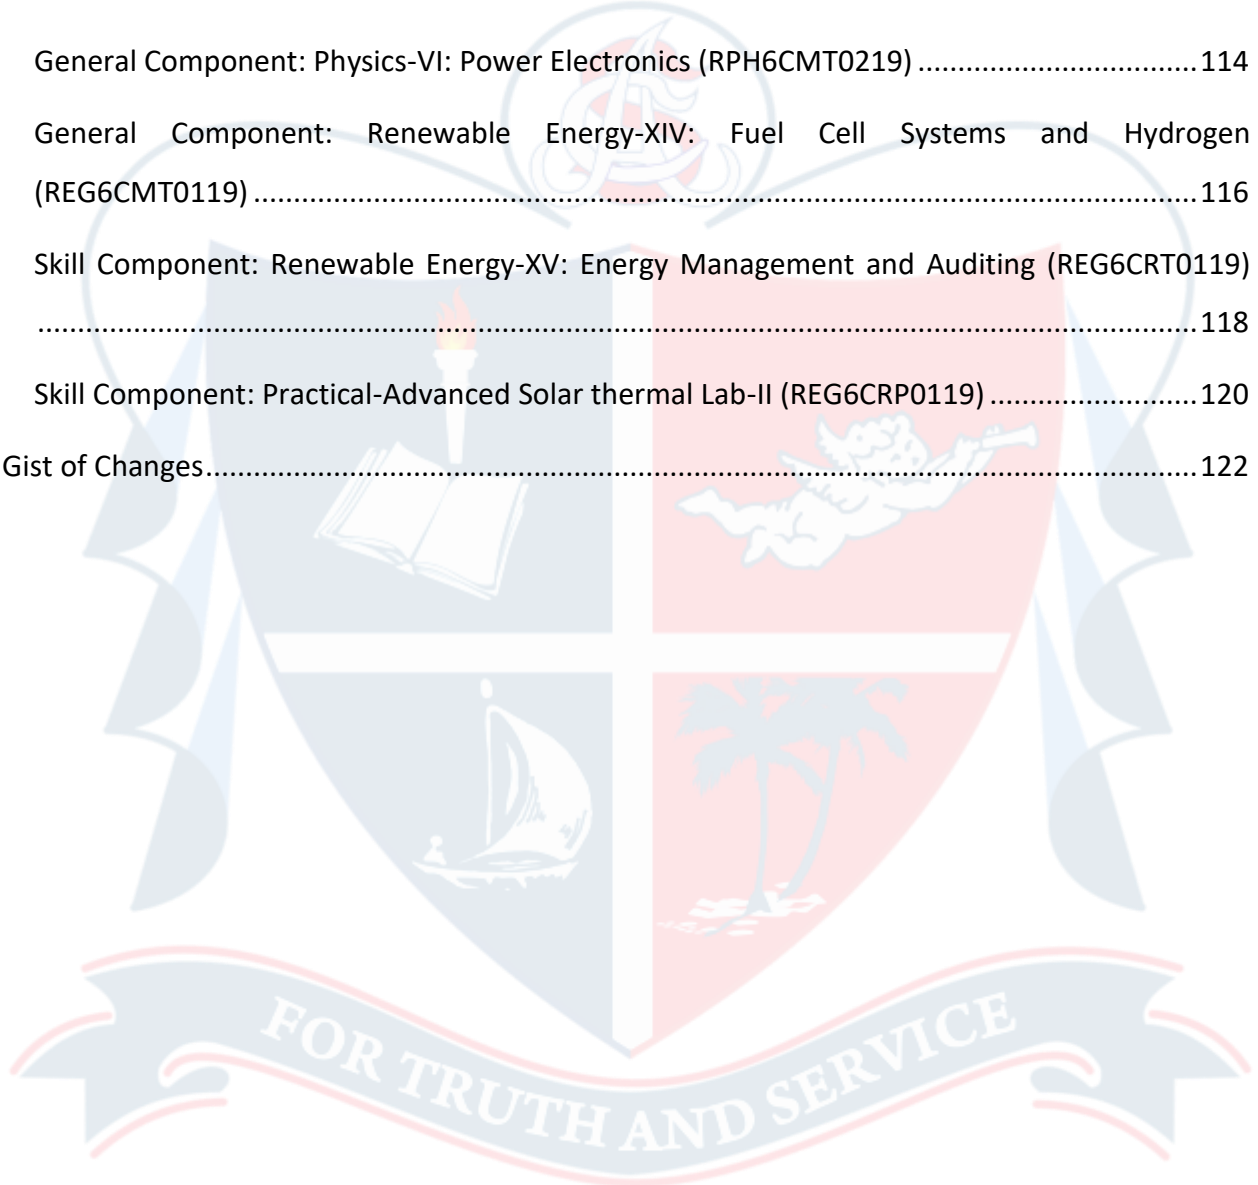 General Component: Physics-VI: Power Electronics (RPH6CMT0219) .................................. 114
General Component: Renewable Energy-XIV: Fuel Cell Systems and Hydrogen
(REG6CMT0119) ........................................................................................................................ 116
Skill Component: Renewable Energy-XV: Energy Management and Auditing (REG6CRT0119)
................................................................................................................................................... 118
Skill Component: Practical-Advanced Solar thermal Lab-II (REG6CRP0119) .......................... 120
Gist of Changes .............................................................................................................................. 122
FOR TRUTH AND SERVICE